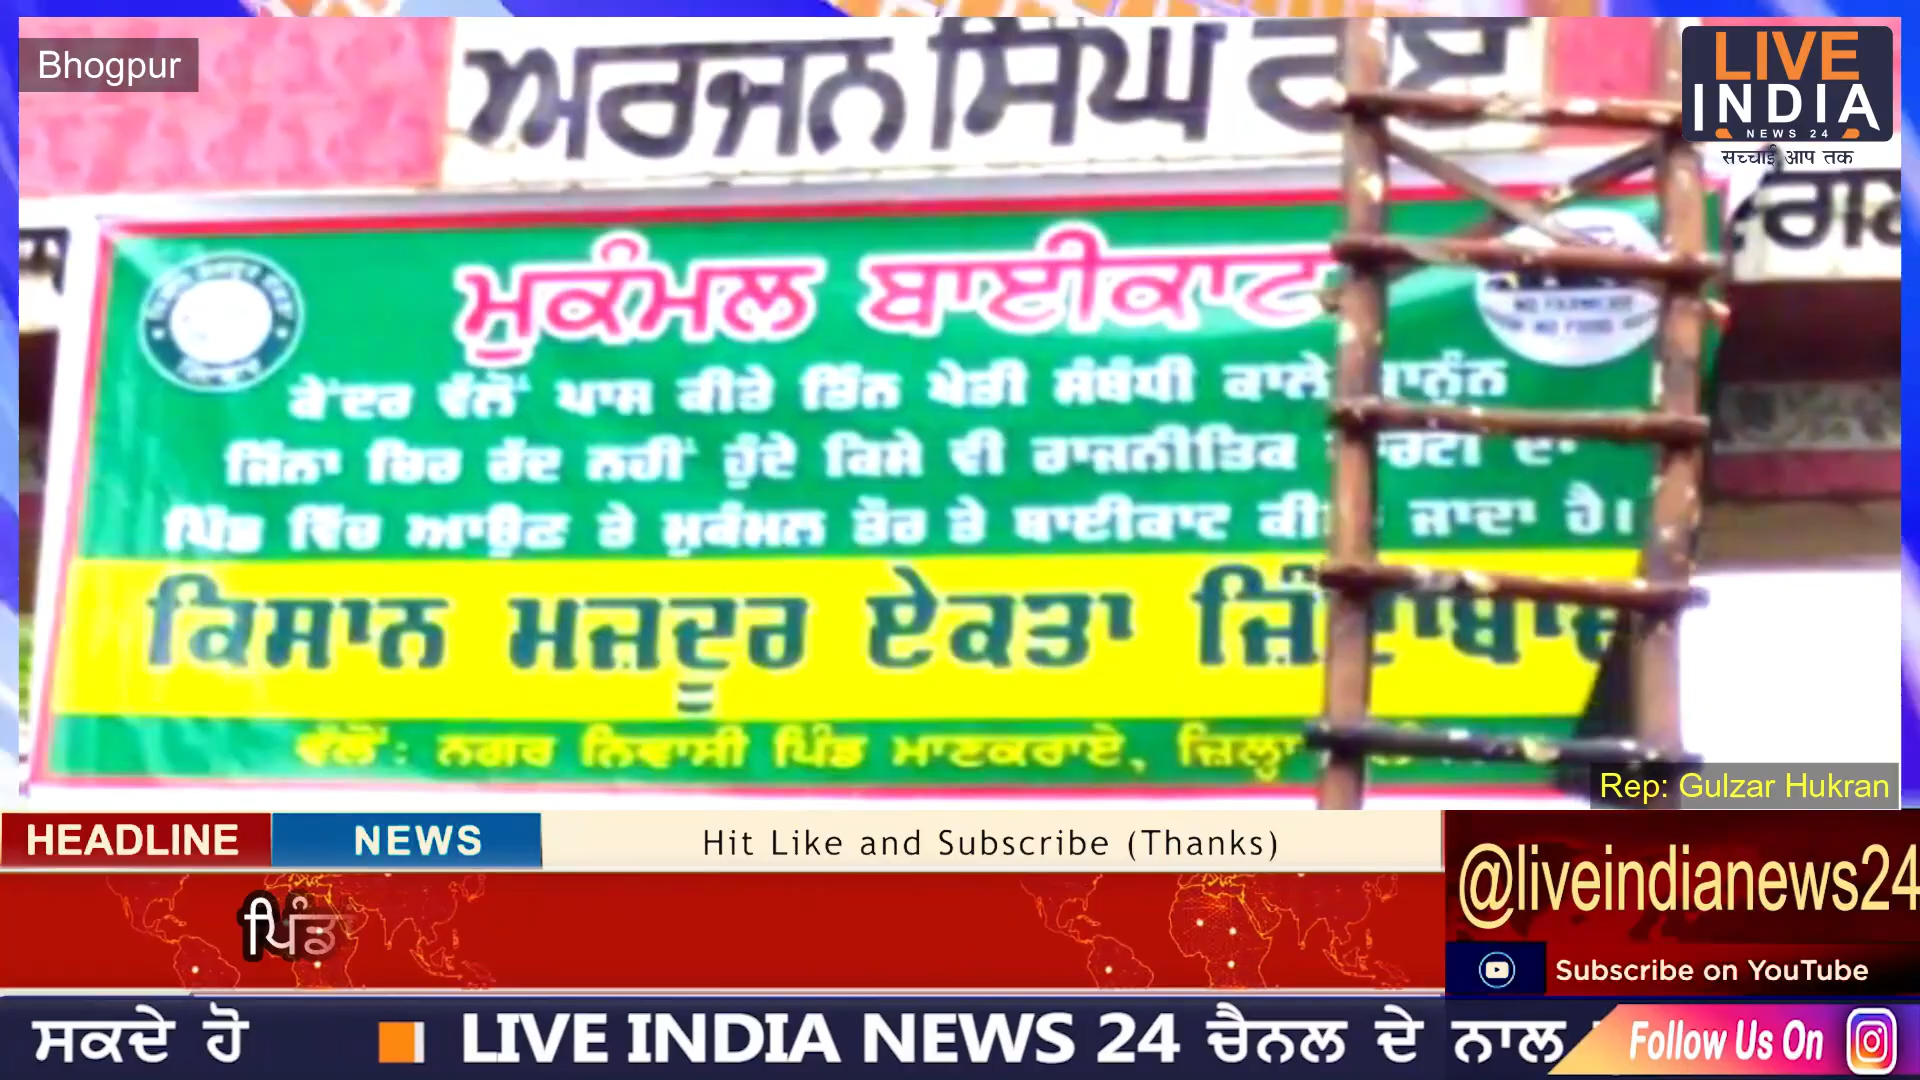 Bhogpur
ਅਰਜਨ ਸਿੰਘ
LIVE
INDIA
NEWS 24
सच्चाई आप तक
ਮੁਕੰਮਲ ਬਾਈਕਾਟ
ਕੇਂਦਰ ਵੱਲੋਂ ਪਾਸ ਕੀਤੇ ਤਿੰਨ ਖੇਤੀ ਸੰਬੰਧੀ ਕਾਲੇ
ਜਿੰਨਾ ਚਿਰ ਰੱਦ ਨਹੀਂ ਹੁੰਦੇ ਕਿਸੇ ਵੀ ਰਾਜਨੀਤਿਕ ਦਾ
ਪਿੰਡ ਵਿੱਚ ਆਉਣ ਤੇ ਮੁਕੰਮਲ ਤੌਰ ਤੇ ਬਾਈਕਾਟ ਜਾਂਦਾ ਹੈ।
ਕਿਸਾਨ ਮਜ਼ਦੂਰ ਏਕਤਾ
ਵੱਲੋਂ: ਨਗਰ ਨਿਵਾਸੀ ਪਿੰਡ ਮਾਣਕਰਾਏ, ਜ਼ਿਲ੍ਹਾ
Rep: Gulzar Hukran
HEADLINE NEWS Hit Like and Subscribe (Thanks)
@liveindianews24
ਪਿੰਡ
Subscribe on YouTube
ਸਕਦੇ ਹੋ LIVE INDIA NEWS 24 ਚੈਨਲ ਦੇ ਨਾਲ
Follow Us On